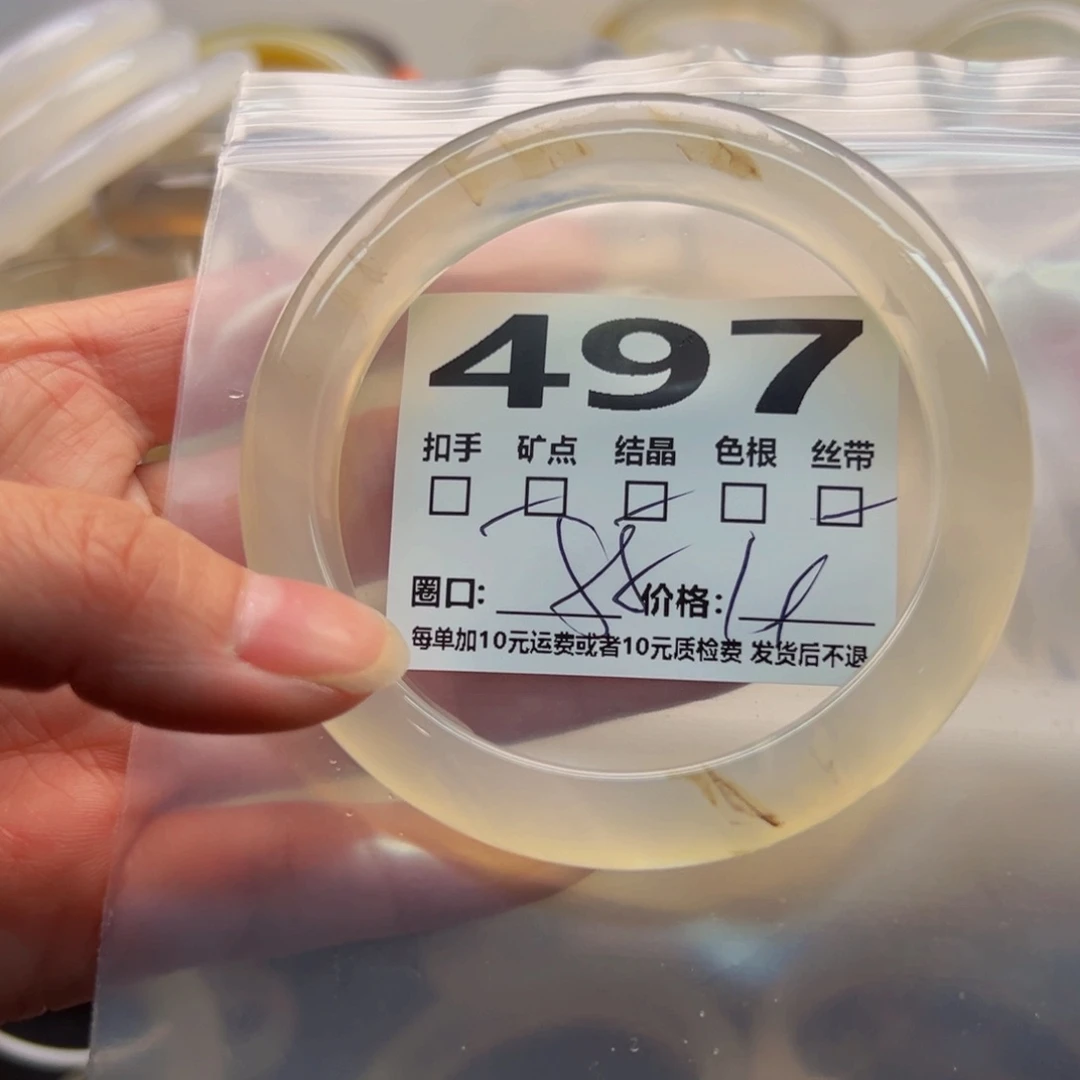 497
扣手 矿点 结晶 色根 丝带
圈口: 价格:
每单加10元运费或者10元质检费 发货后不退